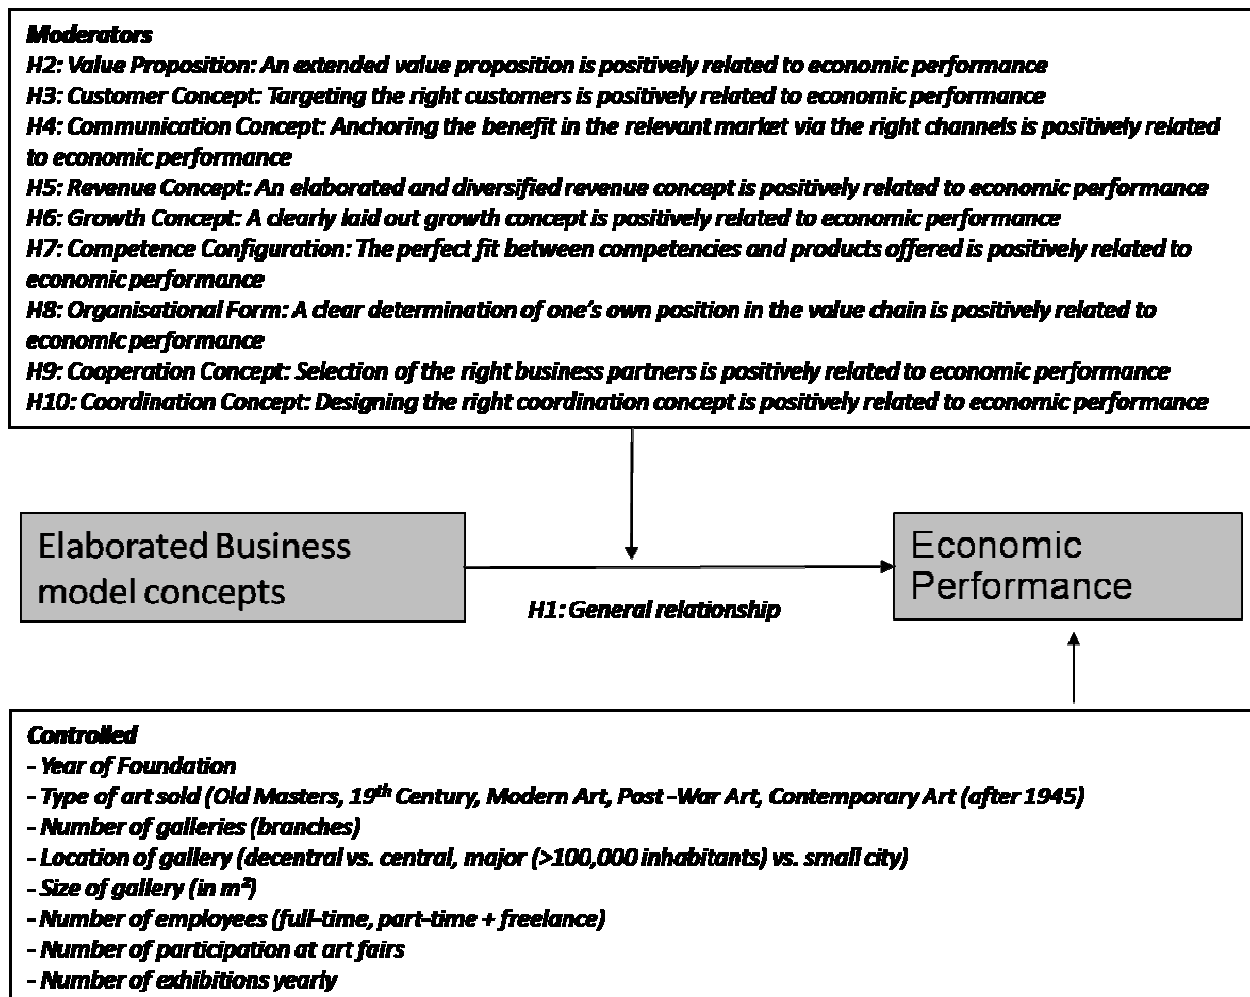 Moderators
H2: Value Proposition: An extended value proposition is positively related to economic performance
H3: Customer Concept: Targeting the right customers is positively related to economic performance
H4: Communication Concept: Anchoring the benefit in the relevant market via the right channels is positively related
to economic performance
H5: Revenue Concept: An elaborated and diversified revenue concept is positively related to economic performance
H6: Growth Concept: A clearly laid out growth concept is positively related to economic performance
H7: Competence Configuration: The perfect fit between competencies and products offered is positively related to
economic performance
H8: Organisational Form: A clear determination of one's own position in the value chain is positively related to
economic performance
H9: Cooperation Concept: Selection of the right business partners is positively related to economic performance
H10: Coordination Concept: Designing the right coordination concept is positively related to economic performance
Elaborated Business
model concepts
H1: General relationship
Economic
Performance
Controlled
- Year of Foundation
- Type of art sold (Old Masters, 19th Century, Modern Art, Post -War Art, Contemporary Art (after 1945)
- Number of galleries (branches)
- Location of gallery (decentral vs. central, major (>100,000 inhabitants) vs. small city)
- Size of gallery (in m²)
- Number of employees (full-time, part-time + freelance)
- Number of participation at art fairs
- Number of exhibitions yearly